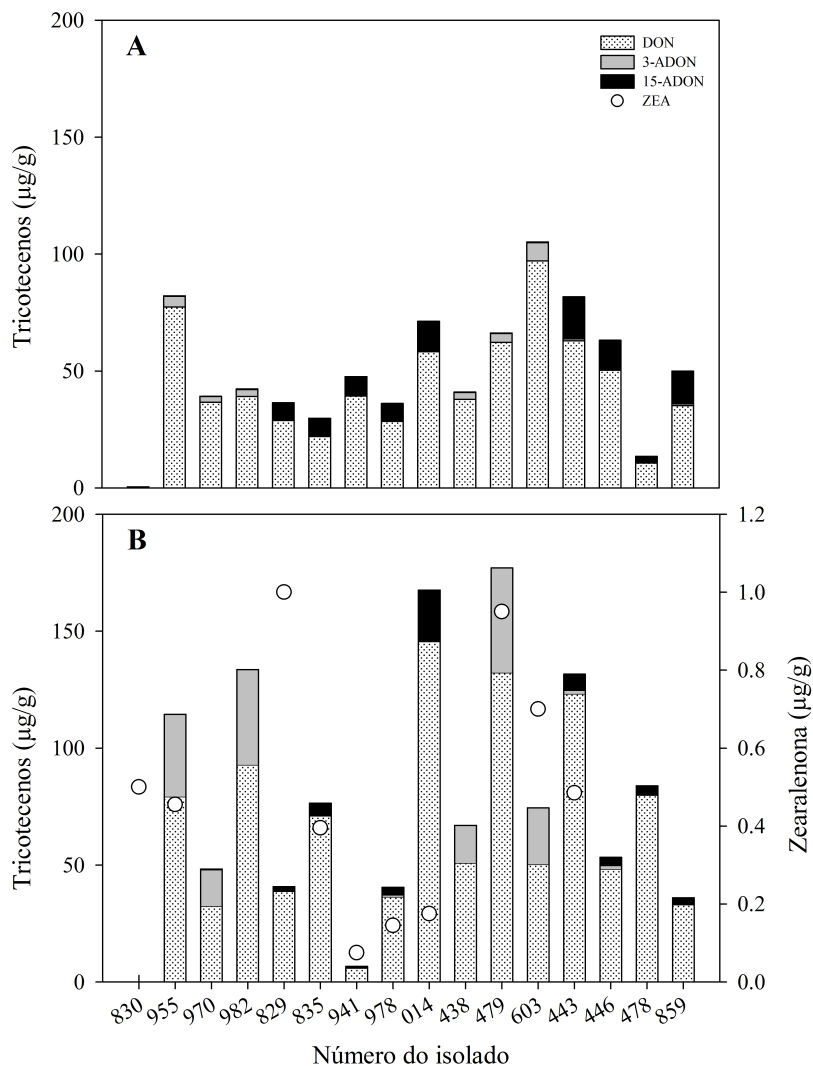 A
DON
3-ADON
15-ADON
ZEA
200
150
100
50
0
Tricotecenos (µg/g)
B
200
150
100
50
0
Tricotecenos (µg/g)
1.2
1.0
0.8
0.6
0.4
0.2
0.0
Zearalenona (µg/g)
830 955 970 982 829 835 941 978 014 438 479 603 443 446 478 859
Número do isolado